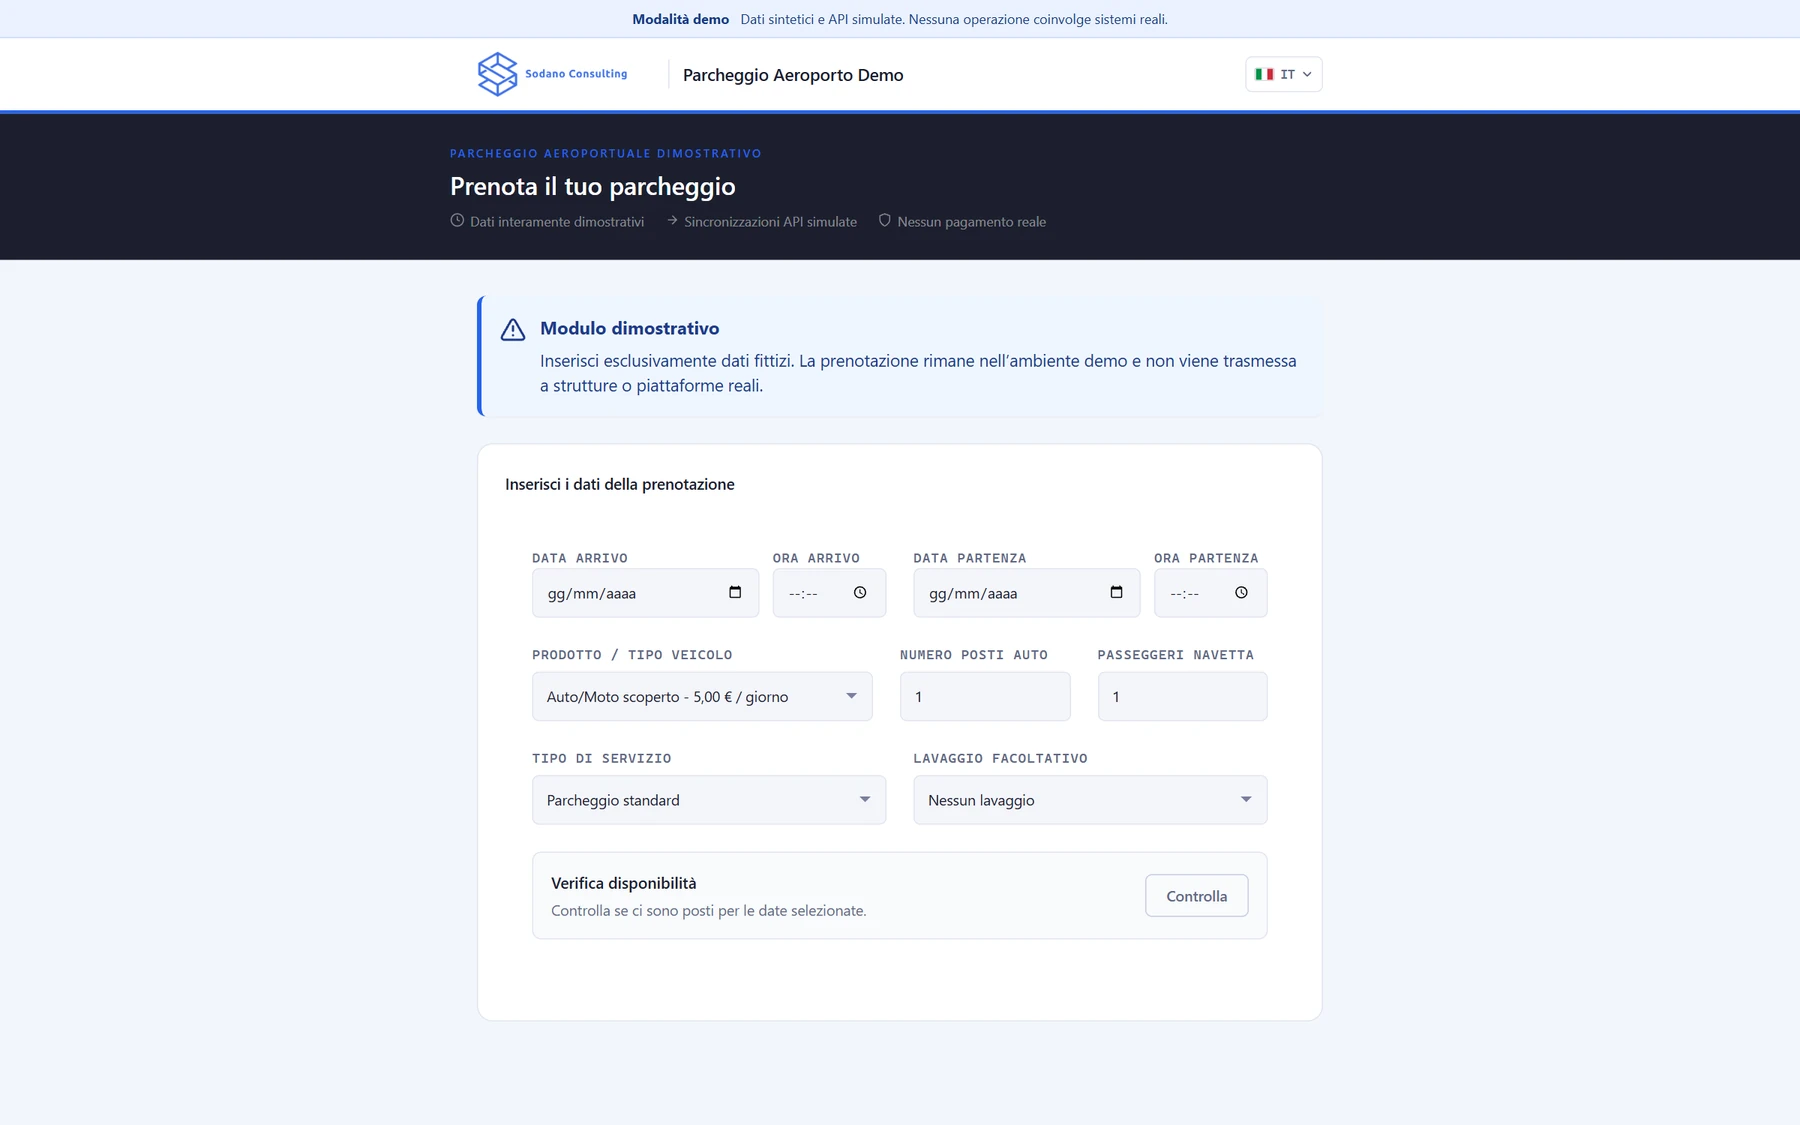 Modalità demo Dati sintetici e API simulate. Nessuna operazione coinvolge sistemi reali.
Sodano Consulting
Parcheggio Aeroporto Demo
IT
PARCHEGGIO AEROPORTUALE DIMOSTRATIVO
Prenota il tuo parcheggio
Dati interamente dimostrativi
Sincronizzazioni API simulate
Nessun pagamento reale
Modulo dimostrativo
Inserisci esclusivamente dati fittizi. La prenotazione rimane nell’ambiente demo e non viene trasmessa
a strutture o piattaforme reali.
Inserisci i dati della prenotazione
DATA ARRIVO
ORA ARRIVO
DATA PARTENZA
ORA PARTENZA
gg/mm/aaaa
--:--
gg/mm/aaaa
--:--
PRODOTTO / TIPO VEICOLO
NUMERO POSTI AUTO
PASSEGGERI NAVETTA
Auto/Moto scoperto - 5,00 € / giorno
1
1
TIPO DI SERVIZIO
LAVAGGIO FACOLTATIVO
Parcheggio standard
Nessun lavaggio
Verifica disponibilità
Controlla se ci sono posti per le date selezionate.
Controlla